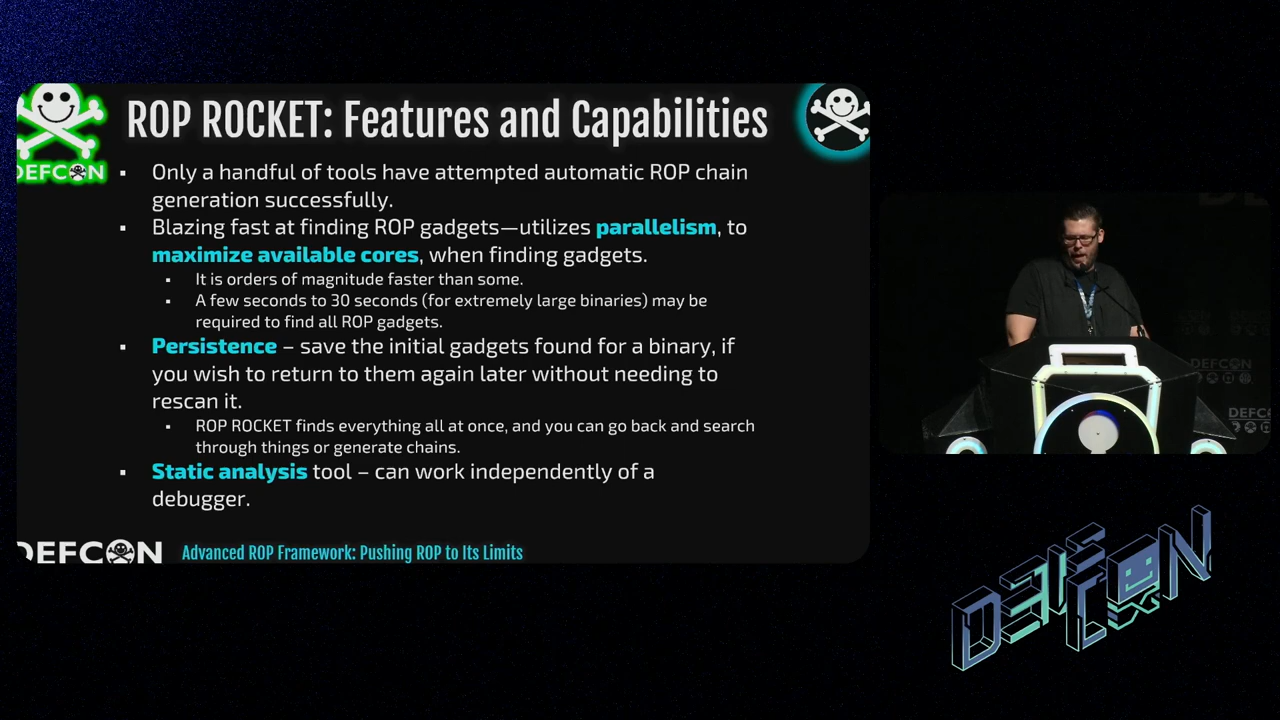 ROP ROCKET: Features and Capabilities
DEFCON
▪ Only a handful of tools have attempted automatic ROP chain
generation successfully.
▪ Blazing fast at finding ROP gadgets—utilizes parallelism, to
maximize available cores, when finding gadgets.
▪ It is orders of magnitude faster than some.
▪ A few seconds to 30 seconds (for extremely large binaries) may be
required to find all ROP gadgets.
▪ Persistence – save the initial gadgets found for a binary, if
you wish to return to them again later without needing to
rescan it.
▪ ROP ROCKET finds everything all at once, and you can go back and search
through things or generate chains.
▪ Static analysis tool – can work independently of a
debugger.
DEFCON
Advanced ROP Framework: Pushing ROP to Its Limits
DEFCON
DEFC
DEF CON